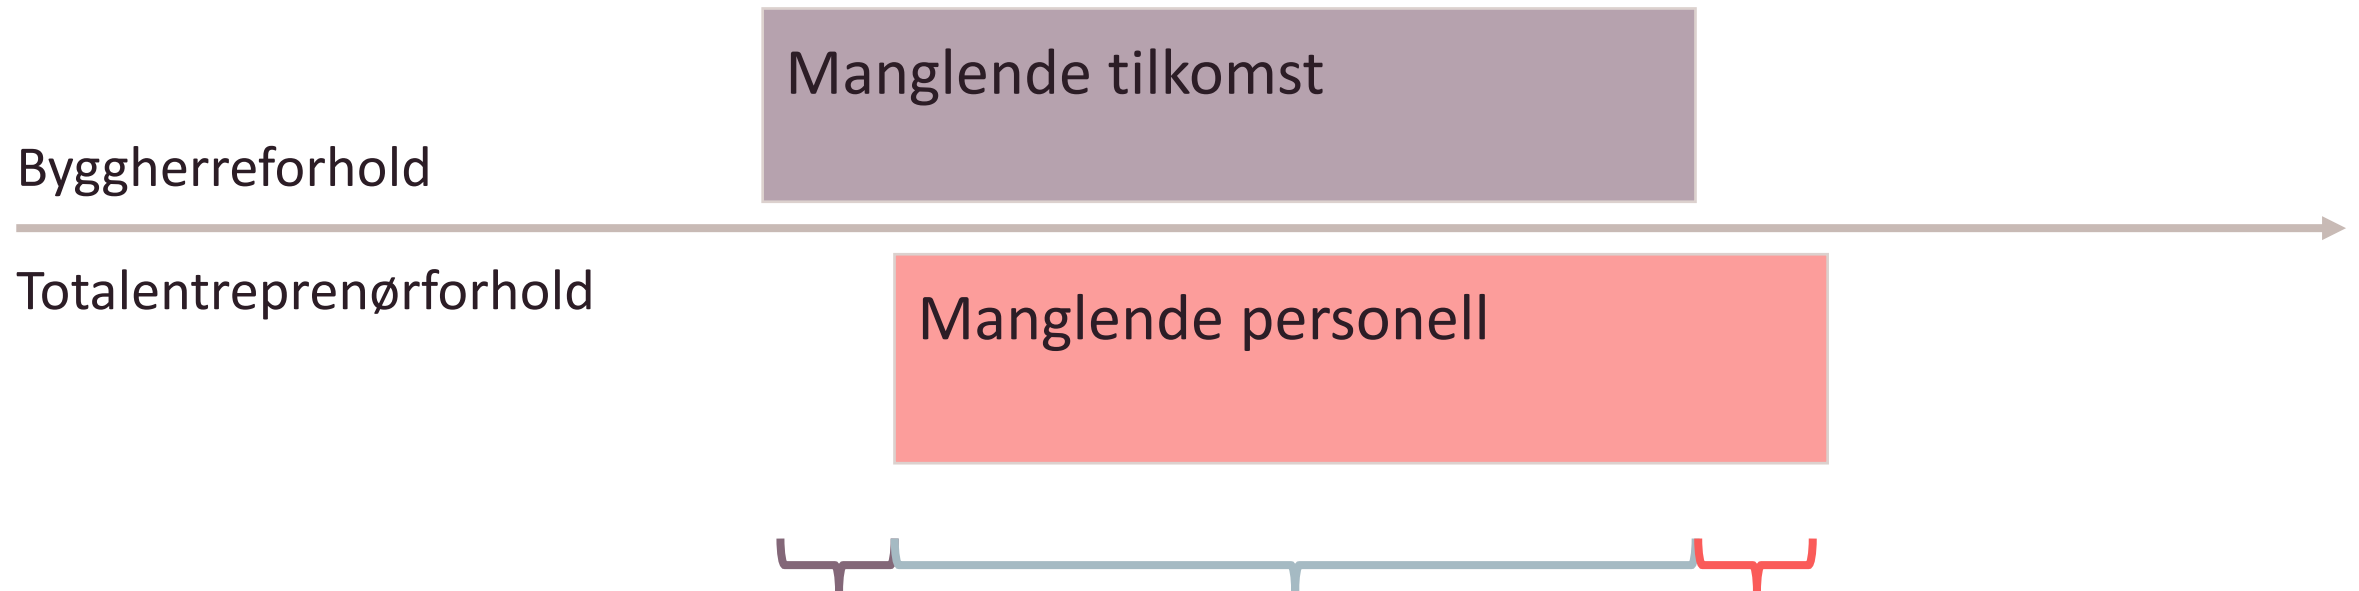 Manglende tilkomst
Byggherreforhold
Totalentreprenørforhold
Manglende personell